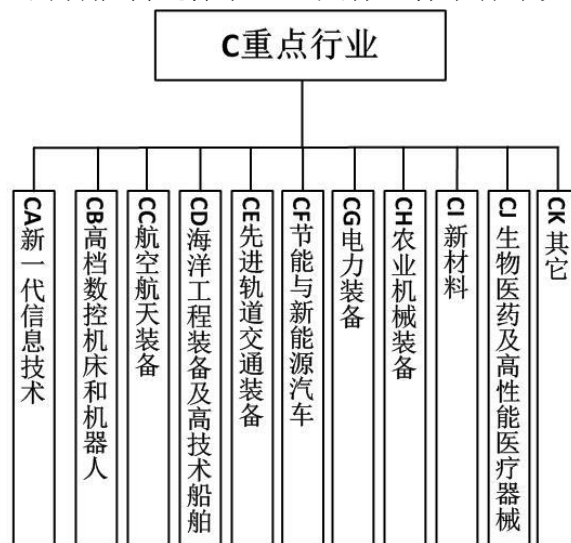 C重点行业
CA新一代信息技术
CB高档数控机床和机器人
CC航空航天装备
CD海洋工程装备及高技术船舶
CE先进轨道交通装备
CF节能与新能源汽车
CG电力装备
CH农业机械装备
CI新材料
CJ生物医药及高性能医疗器械
CK其它